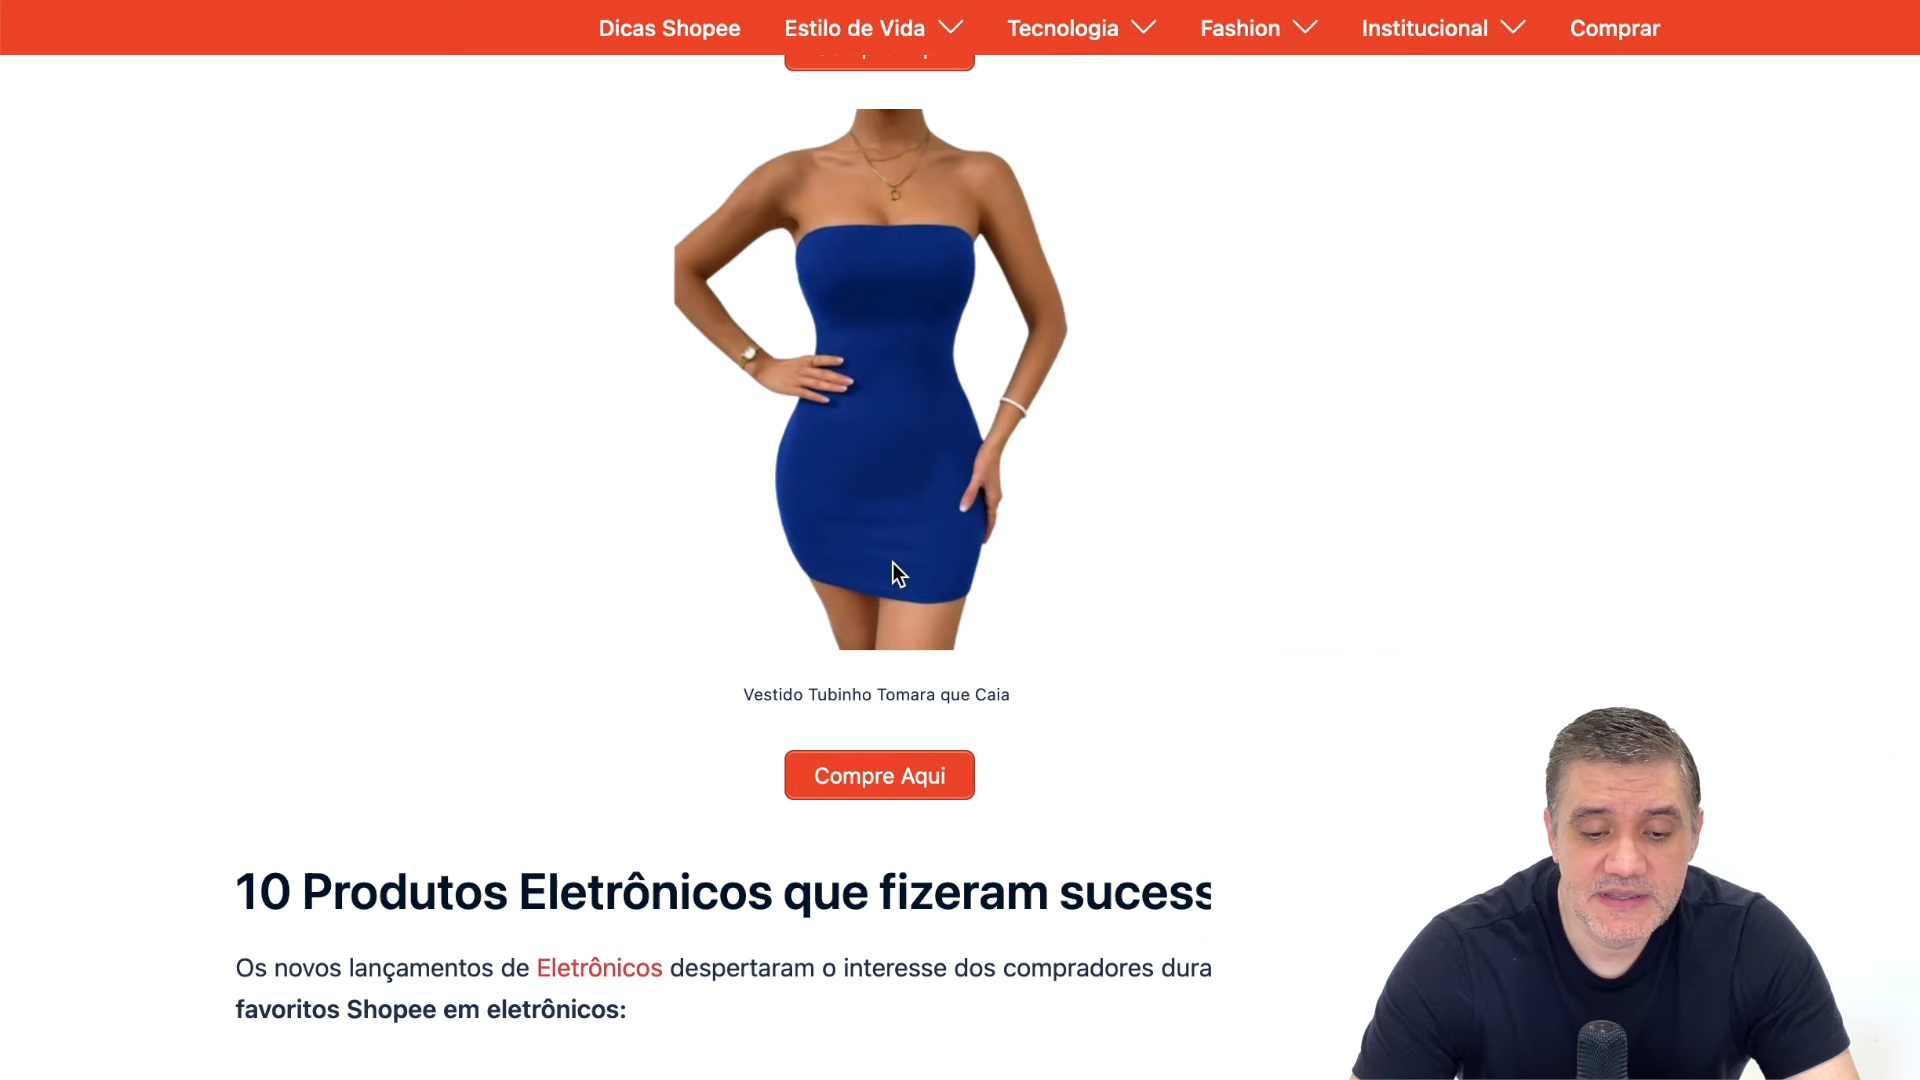 Dicas Shopee Estilo de Vida Tecnologia Fashion Institucional Comprar
Vestido Tubinho Tomara que Caia
Compre Aqui
10 Produtos Eletrônicos que fizeram sucess
Os novos lançamentos de Eletrônicos despertaram o interesse dos compradores dura
favoritos Shopee em eletrônicos: